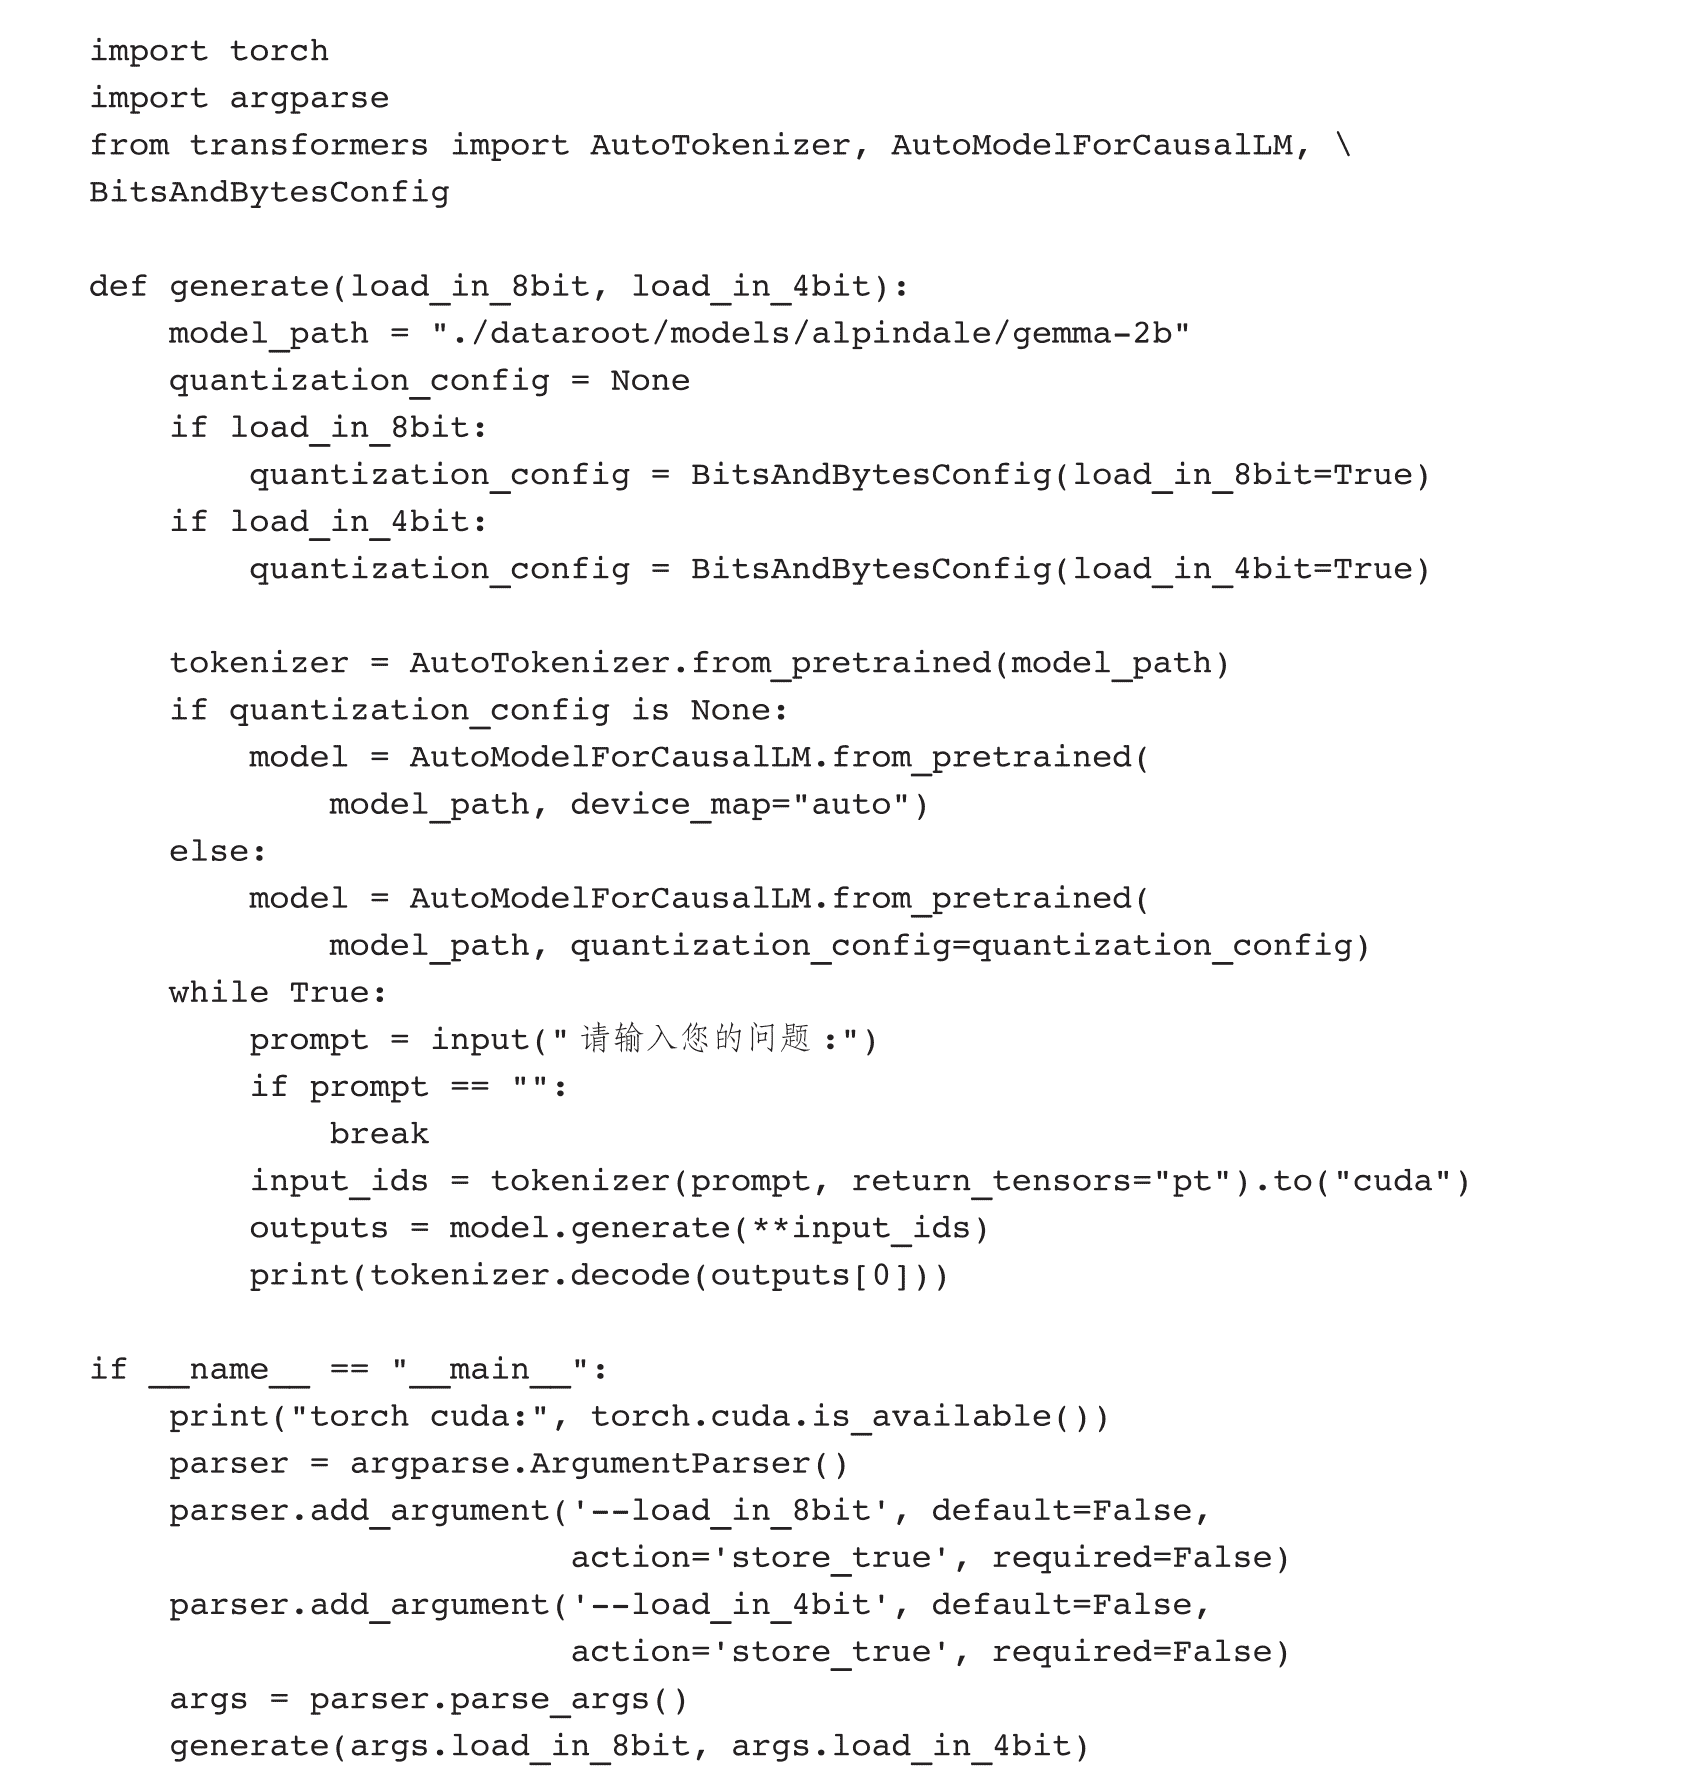 import torch
import argparse
from transformers import AutoTokenizer, AutoModelForCausalLM, \
BitsAndBytesConfig

def generate(load_in_8bit, load_in_4bit):
    model_path = "./dataroot/models/alpindale/gemma-2b"
    quantization_config = None
    if load_in_8bit:
        quantization_config = BitsAndBytesConfig(load_in_8bit=True)
    if load_in_4bit:
        quantization_config = BitsAndBytesConfig(load_in_4bit=True)

    tokenizer = AutoTokenizer.from_pretrained(model_path)
    if quantization_config is None:
        model = AutoModelForCausalLM.from_pretrained(
            model_path, device_map="auto")
    else:
        model = AutoModelForCausalLM.from_pretrained(
            model_path, quantization_config=quantization_config)
    while True:
        prompt = input(" 请输入您的问题 :")
        if prompt == "":
            break
        input_ids = tokenizer(prompt, return_tensors="pt").to("cuda")
        outputs = model.generate(**input_ids)
        print(tokenizer.decode(outputs[0]))

if __name__ == "__main__":
    print("torch cuda:", torch.cuda.is_available())
    parser = argparse.ArgumentParser()
    parser.add_argument('--load_in_8bit', default=False,
                        action='store_true', required=False)
    parser.add_argument('--load_in_4bit', default=False,
                        action='store_true', required=False)
    args = parser.parse_args()
    generate(args.load_in_8bit, args.load_in_4bit)